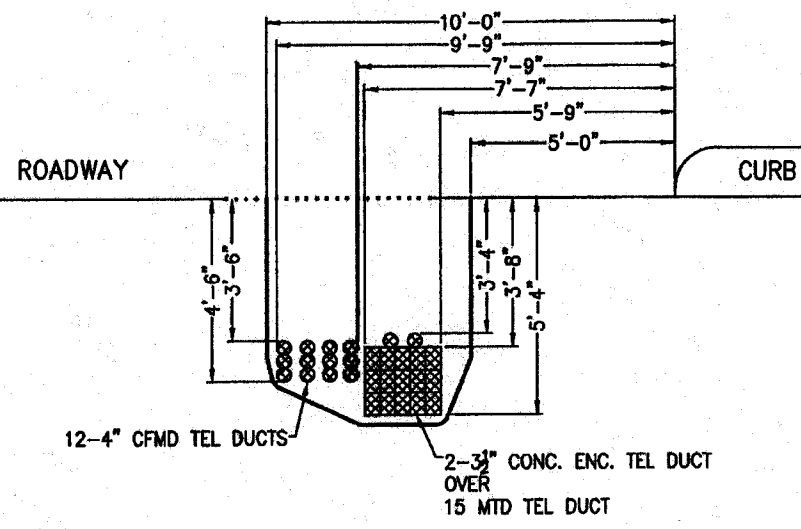 10'-0"
9'-9"
7'-9"
7'-7"
5'-9"
5'-0"
ROADWAY
CURB
4'-6"
3'-6"
3'-4"
3'-8"
5'-4"
12-4" CFMD TEL DUCTS
2-3½" CONC. ENC. TEL DUCT
OVER
15 MTD TEL DUCT